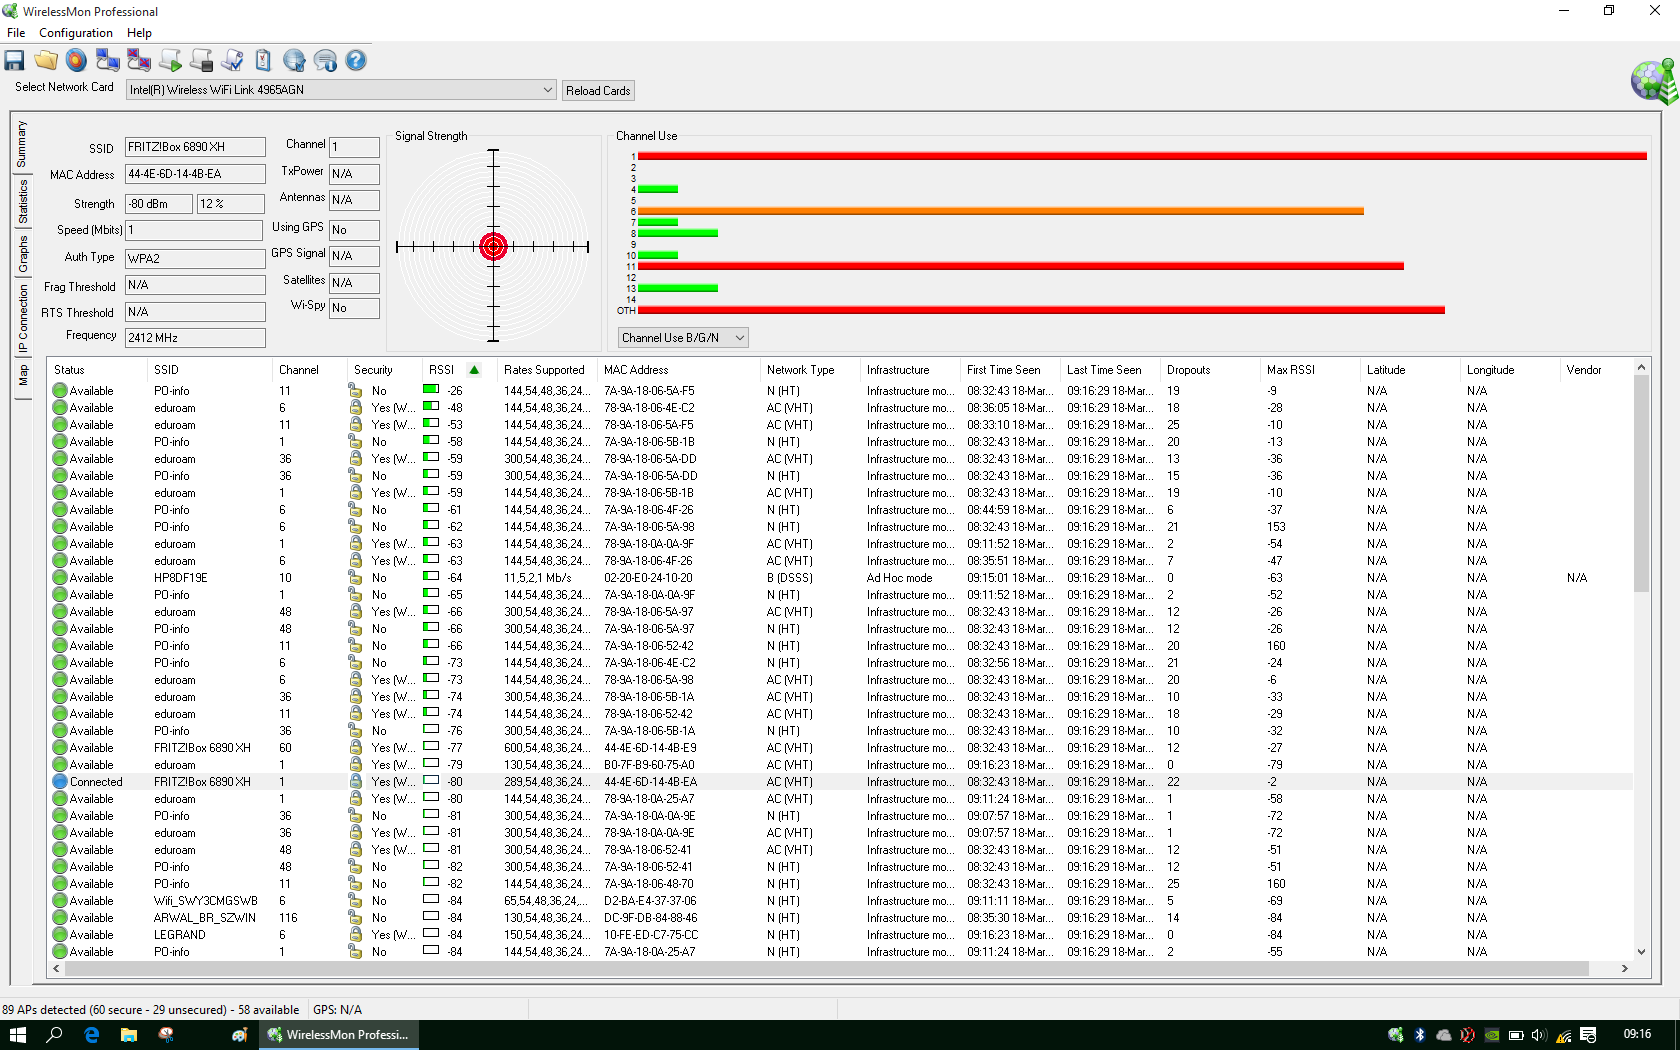 WirelessMon Professional
File Configuration Help
Select Network Card Intel(R) Wireless WiFi Link 4965AGN Reload Cards
Summary
Statistics
Graphs
IP Connection
Map
SSID FRITZ!Box 6890 XH
MAC Address 44-4E-6D-14-4B-EA
Strength -80 dBm 12 %
Speed (Mbits) 1
Auth Type WPA2
Frag Threshold N/A
RTS Threshold N/A
Frequency 2412 MHz
Channel 1
TxPower N/A
Antennas N/A
Using GPS No
GPS Signal N/A
Satellites N/A
Wi-Spy No
Signal Strength
Channel Use
1
2
3
4
5
6
7
8
9
10
11
12
13
14
OTH
Channel Use B/G/N
Status SSID Channel Security RSSI Rates Supported MAC Address Network Type Infrastructure First Time Seen Last Time Seen Dropouts Max RSSI Latitude Longitude Vendor
Available PO-info 11 No -26 144,54,48,36,24... 7A-9A-18-06-5A-F5 N (HT) Infrastructure mo... 08:32:43 18-Mar... 09:16:29 18-Mar... 19 -9 N/A N/A
Available eduroam 6 Yes (W... -48 144,54,48,36,24... 78-9A-18-06-4E-C2 AC (VHT) Infrastructure mo... 08:36:05 18-Mar... 09:16:29 18-Mar... 18 -28 N/A N/A
Available eduroam 11 Yes (W... -53 144,54,48,36,24... 78-9A-18-06-5A-F5 AC (VHT) Infrastructure mo... 08:33:10 18-Mar... 09:16:29 18-Mar... 25 -10 N/A N/A
Available PO-info 1 No -58 144,54,48,36,24... 7A-9A-18-06-5B-1B N (HT) Infrastructure mo... 08:32:43 18-Mar... 09:16:29 18-Mar... 20 -13 N/A N/A
Available eduroam 36 Yes (W... -59 300,54,48,36,24... 78-9A-18-06-5A-DD AC (VHT) Infrastructure mo... 08:32:43 18-Mar... 09:16:29 18-Mar... 13 -36 N/A N/A
Available PO-info 36 No -59 300,54,48,36,24... 7A-9A-18-06-5A-DD N (HT) Infrastructure mo... 08:32:43 18-Mar... 09:16:29 18-Mar... 15 -36 N/A N/A
Available eduroam 1 Yes (W... -59 144,54,48,36,24... 78-9A-18-06-5B-1B AC (VHT) Infrastructure mo... 08:32:43 18-Mar... 09:16:29 18-Mar... 19 -10 N/A N/A
Available PO-info 6 No -61 144,54,48,36,24... 7A-9A-18-06-4F-26 N (HT) Infrastructure mo... 08:44:59 18-Mar... 09:16:29 18-Mar... 6 -37 N/A N/A
Available PO-info 6 No -62 144,54,48,36,24... 7A-9A-18-06-5A-98 N (HT) Infrastructure mo... 08:32:43 18-Mar... 09:16:29 18-Mar... 21 153 N/A N/A
Available eduroam 1 Yes (W... -63 144,54,48,36,24... 78-9A-18-0A-0A-9F AC (VHT) Infrastructure mo... 09:11:52 18-Mar... 09:16:29 18-Mar... 2 -54 N/A N/A
Available eduroam 6 Yes (W... -63 144,54,48,36,24... 78-9A-18-06-4F-26 AC (VHT) Infrastructure mo... 08:35:51 18-Mar... 09:16:29 18-Mar... 7 -47 N/A N/A
Available HP8DF19E 10 No -64 11,5,2,1 Mb/s 02-20-E0-24-10-20 B (DSSS) Ad Hoc mode 09:15:01 18-Mar... 09:16:29 18-Mar... 0 -63 N/A N/A N/A
Available PO-info 1 No -65 144,54,48,36,24... 7A-9A-18-0A-0A-9F N (HT) Infrastructure mo... 09:11:52 18-Mar... 09:16:29 18-Mar... 2 -52 N/A N/A
Available eduroam 48 Yes (W... -66 300,54,48,36,24... 78-9A-18-06-5A-97 AC (VHT) Infrastructure mo... 08:32:43 18-Mar... 09:16:29 18-Mar... 12 -26 N/A N/A
Available PO-info 48 No -66 300,54,48,36,24... 7A-9A-18-06-5A-97 N (HT) Infrastructure mo... 08:32:43 18-Mar... 09:16:29 18-Mar... 12 -26 N/A N/A
Available PO-info 11 No -66 144,54,48,36,24... 7A-9A-18-06-52-42 N (HT) Infrastructure mo... 08:32:43 18-Mar... 09:16:29 18-Mar... 20 160 N/A N/A
Available PO-info 6 No -73 144,54,48,36,24... 7A-9A-18-06-4E-C2 N (HT) Infrastructure mo... 08:32:56 18-Mar... 09:16:29 18-Mar... 21 -24 N/A N/A
Available eduroam 6 Yes (W... -73 144,54,48,36,24... 78-9A-18-06-5A-98 AC (VHT) Infrastructure mo... 08:32:43 18-Mar... 09:16:29 18-Mar... 20 -6 N/A N/A
Available eduroam 36 Yes (W... -74 300,54,48,36,24... 78-9A-18-06-5B-1A AC (VHT) Infrastructure mo... 08:32:43 18-Mar... 09:16:29 18-Mar... 10 -33 N/A N/A
Available eduroam 11 Yes (W... -74 144,54,48,36,24... 78-9A-18-06-52-42 AC (VHT) Infrastructure mo... 08:32:43 18-Mar... 09:16:29 18-Mar... 18 -29 N/A N/A
Available PO-info 36 No -76 300,54,48,36,24... 7A-9A-18-06-5B-1A N (HT) Infrastructure mo... 08:32:43 18-Mar... 09:16:29 18-Mar... 10 -32 N/A N/A
Available FRITZ!Box 6890 XH 60 Yes (W... -77 600,54,48,36,24... 44-4E-6D-14-4B-E9 AC (VHT) Infrastructure mo... 08:32:43 18-Mar... 09:16:29 18-Mar... 12 -27 N/A N/A
Available eduroam 1 Yes (W... -79 130,54,48,36,24... B0-7F-B9-60-75-A0 AC (VHT) Infrastructure mo... 09:16:23 18-Mar... 09:16:29 18-Mar... 0 -79 N/A N/A
Connected FRITZ!Box 6890 XH 1 Yes (W... -80 289,54,48,36,24... 44-4E-6D-14-4B-EA AC (VHT) Infrastructure mo... 08:32:43 18-Mar... 09:16:29 18-Mar... 22 -2 N/A N/A
Available eduroam 1 Yes (W... -80 144,54,48,36,24... 78-9A-18-0A-25-A7 AC (VHT) Infrastructure mo... 09:11:24 18-Mar... 09:16:29 18-Mar... 1 -58 N/A N/A
Available PO-info 36 No -81 300,54,48,36,24... 7A-9A-18-0A-0A-9E N (HT) Infrastructure mo... 09:07:57 18-Mar... 09:16:29 18-Mar... 1 -72 N/A N/A
Available eduroam 36 Yes (W... -81 300,54,48,36,24... 78-9A-18-0A-0A-9E AC (VHT) Infrastructure mo... 09:07:57 18-Mar... 09:16:29 18-Mar... 1 -72 N/A N/A
Available eduroam 48 Yes (W... -81 300,54,48,36,24... 78-9A-18-06-52-41 AC (VHT) Infrastructure mo... 08:32:43 18-Mar... 09:16:29 18-Mar... 12 -51 N/A N/A
Available PO-info 48 No -82 300,54,48,36,24... 7A-9A-18-06-52-41 N (HT) Infrastructure mo... 08:32:43 18-Mar... 09:16:29 18-Mar... 12 -51 N/A N/A
Available PO-info 11 No -82 144,54,48,36,24... 7A-9A-18-06-48-70 N (HT) Infrastructure mo... 08:32:43 18-Mar... 09:16:29 18-Mar... 25 160 N/A N/A
Available Wifi_SWY3CMGSWB 6 No -84 65,54,48,36,24,... D2-BA-E4-37-37-06 N (HT) Infrastructure mo... 09:11:11 18-Mar... 09:16:29 18-Mar... 5 -69 N/A N/A
Available ARWAL_BR_SZWIN 116 No -84 130,54,48,36,24... DC-9F-DB-84-88-46 N (HT) Infrastructure mo... 08:35:30 18-Mar... 09:16:29 18-Mar... 14 -84 N/A N/A
Available LEGRAND 6 Yes (W... -84 150,54,48,36,24... 10-FE-ED-C7-75-CC N (HT) Infrastructure mo... 09:16:23 18-Mar... 09:16:29 18-Mar... 0 -84 N/A N/A
Available PO-info 1 No -84 144,54,48,36,24... 7A-9A-18-0A-25-A7 N (HT) Infrastructure mo... 09:11:24 18-Mar... 09:16:29 18-Mar... 2 -55 N/A N/A
89 APs detected (60 secure - 29 unsecured) - 58 available GPS: N/A
WirelessMon Professi... 09:16